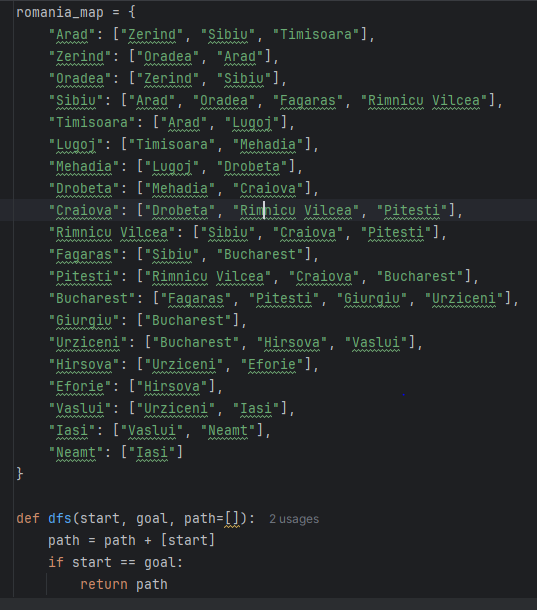 romania_map = {
    "Arad": ["Zerind", "Sibiu", "Timisoara"],
    "Zerind": ["Oradea", "Arad"],
    "Oradea": ["Zerind", "Sibiu"],
    "Sibiu": ["Arad", "Oradea", "Fagaras", "Rimnicu Vilcea"],
    "Timisoara": ["Arad", "Lugoj"],
    "Lugoj": ["Timisoara", "Mehadia"],
    "Mehadia": ["Lugoj", "Drobeta"],
    "Drobeta": ["Mehadia", "Craiova"],
    "Craiova": ["Drobeta", "Rimnicu Vilcea", "Pitesti"],
    "Rimnicu Vilcea": ["Sibiu", "Craiova", "Pitesti"],
    "Fagaras": ["Sibiu", "Bucharest"],
    "Pitesti": ["Rimnicu Vilcea", "Craiova", "Bucharest"],
    "Bucharest": ["Fagaras", "Pitesti", "Giurgiu", "Urziceni"],
    "Giurgiu": ["Bucharest"],
    "Urziceni": ["Bucharest", "Hirsova", "Vaslui"],
    "Hirsova": ["Urziceni", "Eforie"],
    "Eforie": ["Hirsova"],
    "Vaslui": ["Urziceni", "Iasi"],
    "Iasi": ["Vaslui", "Neamt"],
    "Neamt": ["Iasi"]
}
def dfs(start, goal, path=[]): 2 usages
    path = path + [start]
    if start == goal:
        return path